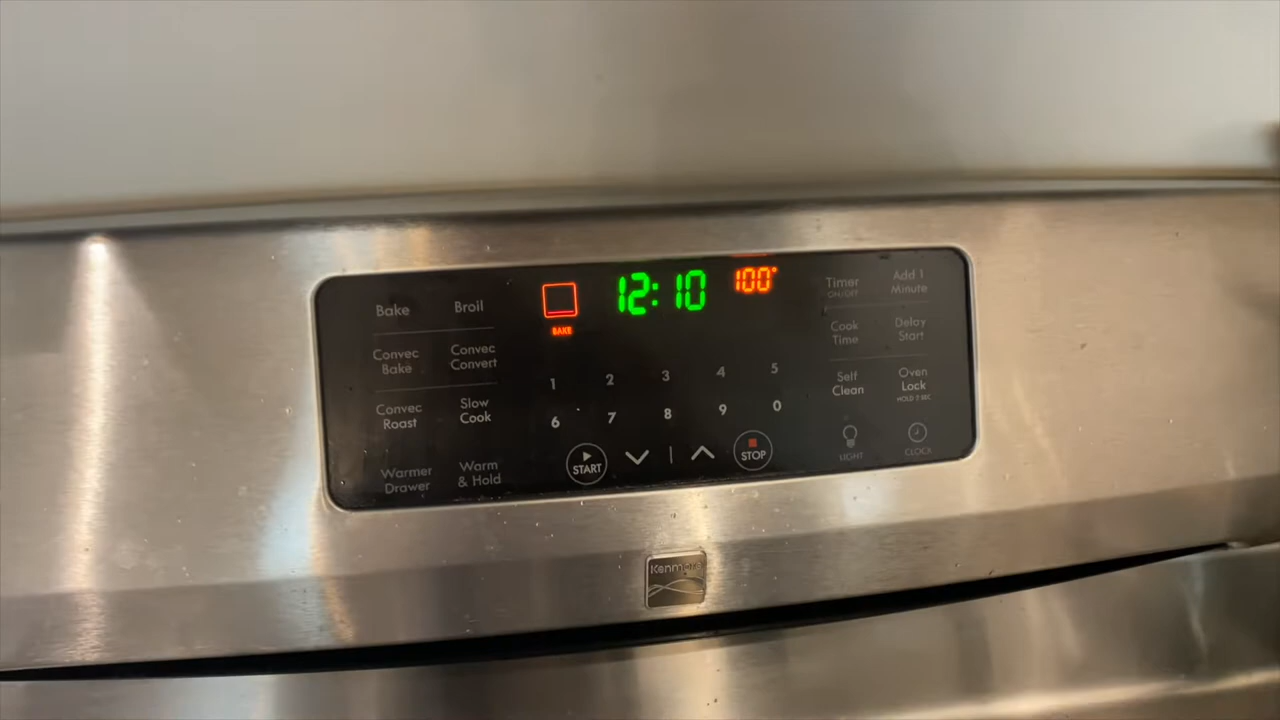 Bake
Broil
BAKE
12:10
100°
Timer
ON/OFF
Add 1
Minute
Convec
Bake
Convec
Convert
Cook
Time
Delay
Start
1 2 3 4 5
Convec
Roast
Slow
Cook
6 7 8 9 0
Self
Clean
Oven
Lock
HOLD 3 SEC
Warmer
Drawer
Warm
& Hold
START
STOP
LIGHT
CLOCK
Kenmore